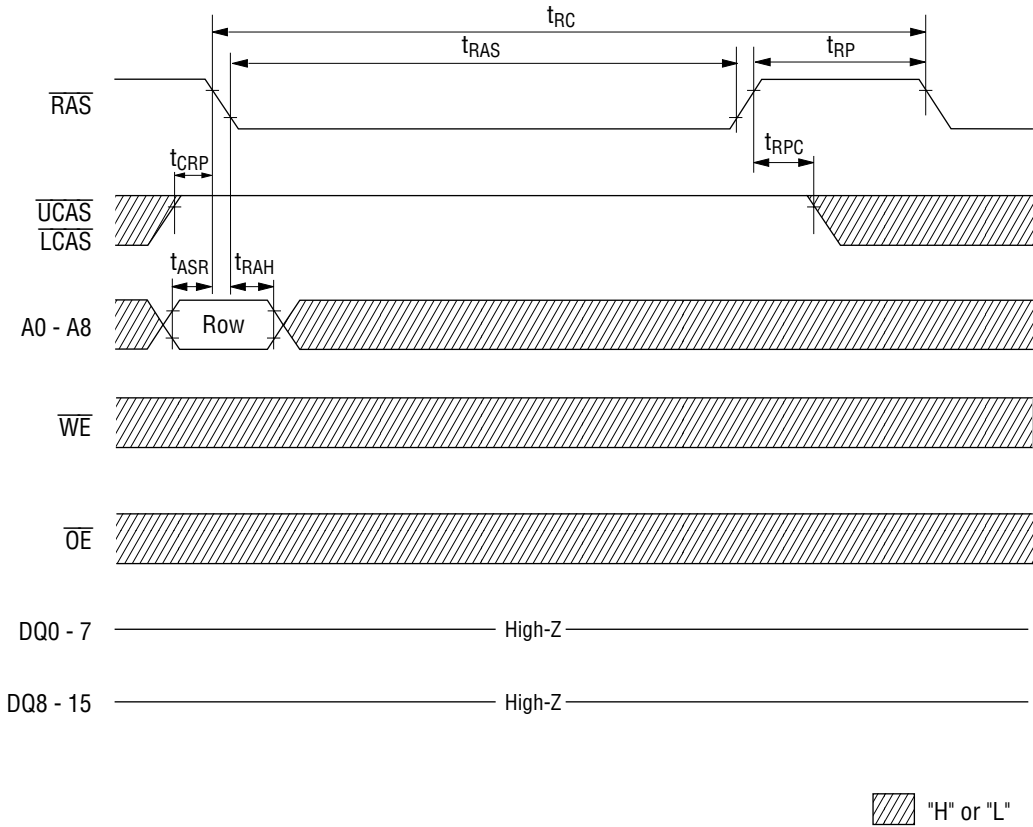 tRC
tRAS
tRP
RAS
tCRP
tRPC
UCAS
LCAS
tASR
tRAH
A0 - A8
Row
WE
OE
DQ0 - 7
High-Z
DQ8 - 15
High-Z
"H" or "L"